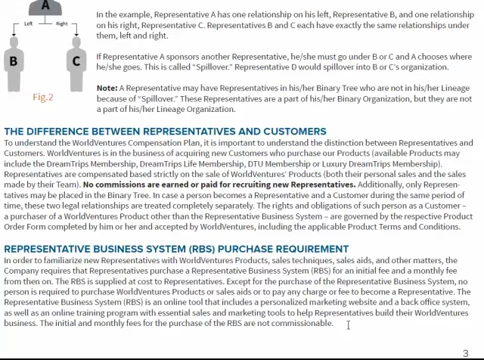 A
Left
Right
B
C
Fig.2
In the example, Representative A has one relationship on his left, Representative B, and one relationship
on his right, Representative C. Representatives B and C each have exactly the same relationships under
them, left and right.
If Representative A sponsors another Representative, he/she must go under B or C and A chooses where
he/she goes. This is called “Spillover.” Representative D would spillover into B or C’s organization.
Note: A Representative may have Representatives in his/her Binary Tree who are not in his/her Lineage
because of “Spillover.” These Representatives are a part of his/her Binary Organization, but they are not
a part of his/her Lineage Organization.
THE DIFFERENCE BETWEEN REPRESENTATIVES AND CUSTOMERS
To understand the WorldVentures Compensation Plan, it is important to understand the distinction between Representatives and
Customers. WorldVentures is in the business of acquiring new Customers who purchase our Products (available Products may
include the DreamTrips Membership, DreamTrips Life Membership, DTU Membership or Luxury DreamTrips Membership).
Representatives are compensated based strictly on the sale of WorldVentures’ Products (both their personal sales and the sales
made by their Team). No commissions are earned or paid for recruiting new Representatives. Additionally, only Represen-
tatives may be placed in the Binary Tree. In case a person becomes a Representative and a Customer during the same period of
time, these two legal relationships are treated completely separately. The rights and obligations of such person as a Customer –
a purchaser of a WorldVentures Product other than the Representative Business System – are governed by the respective Product
Order Form completed by him or her and accepted by WorldVentures, including the applicable Product Terms and Conditions.
REPRESENTATIVE BUSINESS SYSTEM (RBS) PURCHASE REQUIREMENT
In order to familiarize new Representatives with WorldVentures Products, sales techniques, sales aids, and other matters, the
Company requires that Representatives purchase a Representative Business System (RBS) for an initial fee and a monthly fee
from then on. The RBS is supplied at cost to Representatives. Except for the purchase of the Representative Business System, no
person is required to purchase WorldVentures Products or sales aids or to pay any charge or fee to become a Representative. The
Representative Business System (RBS) is an online tool that includes a personalized marketing website and a back office system,
as well as an online training program with essential sales and marketing tools to help Representatives build their WorldVentures
business. The initial and monthly fees for the purchase of the RBS are not commissionable.
3